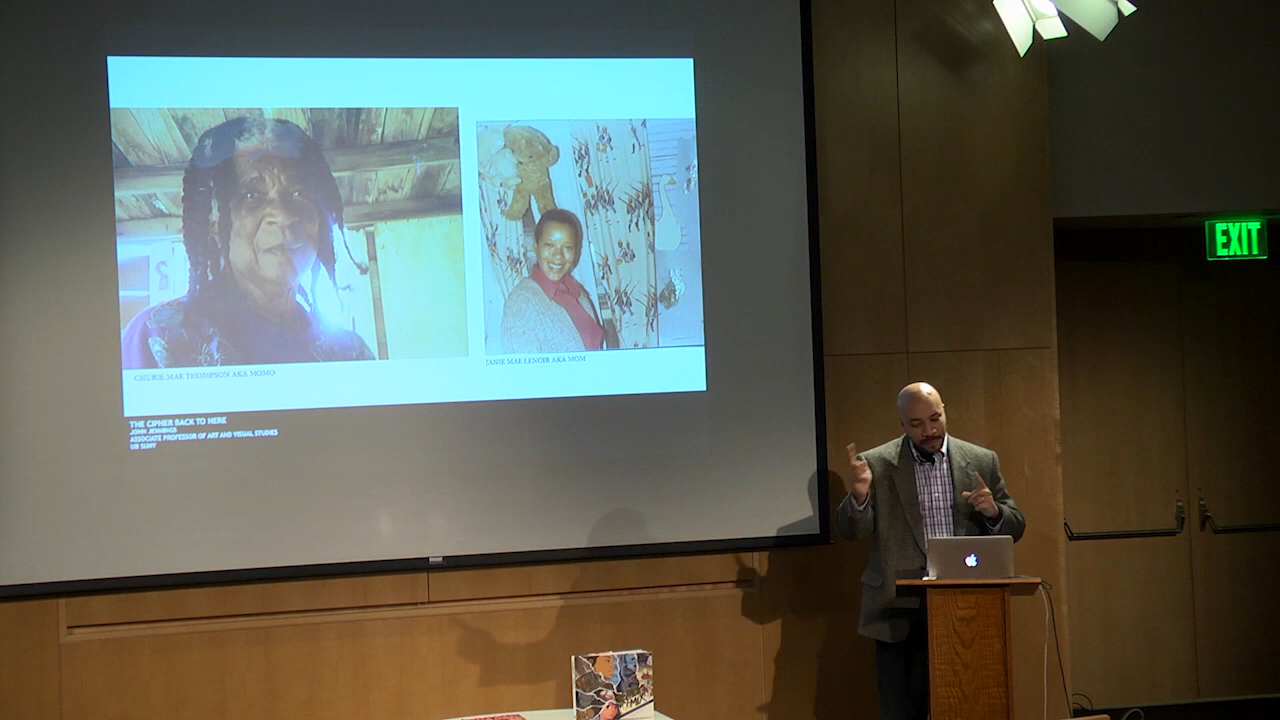 CHURIE MAE THOMPSON AKA MOMO
JANIE MAE LENOIR AKA MOM
THE CIPHER BACK TO HERE
JOHN JENNINGS
ASSOCIATE PROFESSOR OF ART AND VISUAL STUDIES
UB SUNY
EXIT